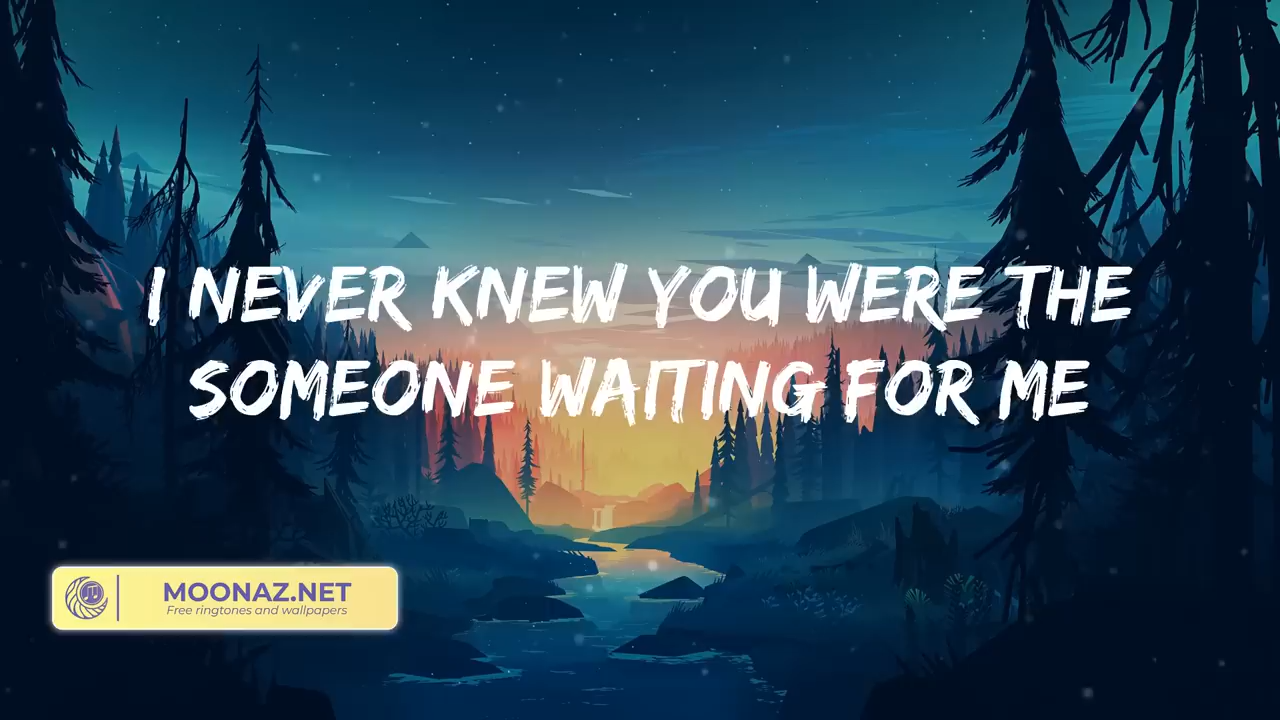 I NEVER KNEW YOU WERE THE
SOMEONE WAITING FOR ME
MOONAZ.NET
Free ringtones and wallpapers